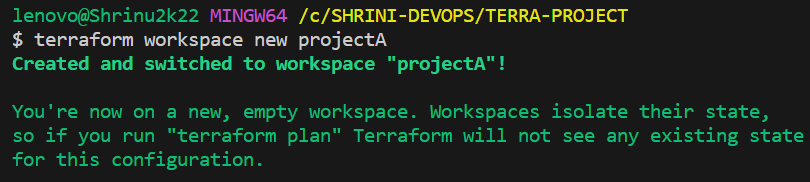 lenovo@Shrinu2k22 MINGW64 /c/SHRINI-DEVOPS/TERRA-PROJECT
$ terraform workspace new projectA
Created and switched to workspace "projectA"!
You're now on a new, empty workspace. Workspaces isolate their state,
so if you run "terraform plan" Terraform will not see any existing state
for this configuration.